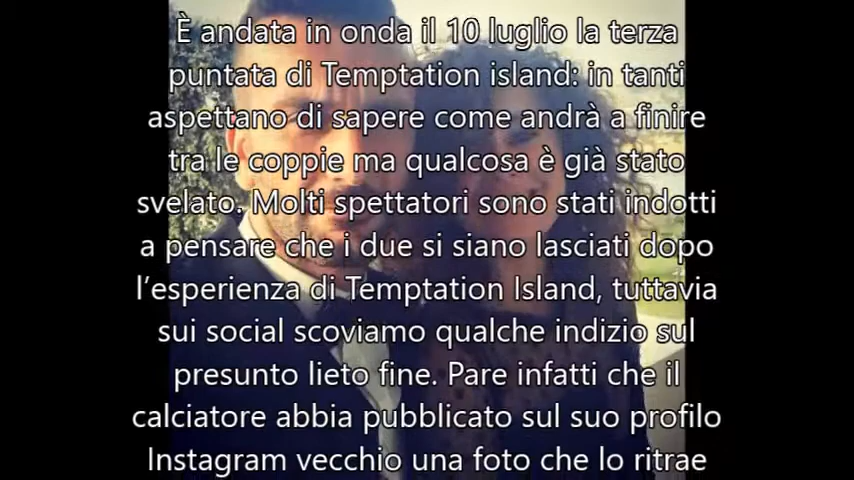 È andata in onda il 10 luglio la terza
puntata di Temptation island: in tanti
aspettano di sapere come andrà a finire
tra le coppie ma qualcosa è già stato
svelato. Molti spettatori sono stati indotti
a pensare che i due si siano lasciati dopo
l’esperienza di Temptation Island, tuttavia
sui social scoviamo qualche indizio sul
presunto lieto fine. Pare infatti che il
calciatore abbia pubblicato sul suo profilo
Instagram vecchio una foto che lo ritrae